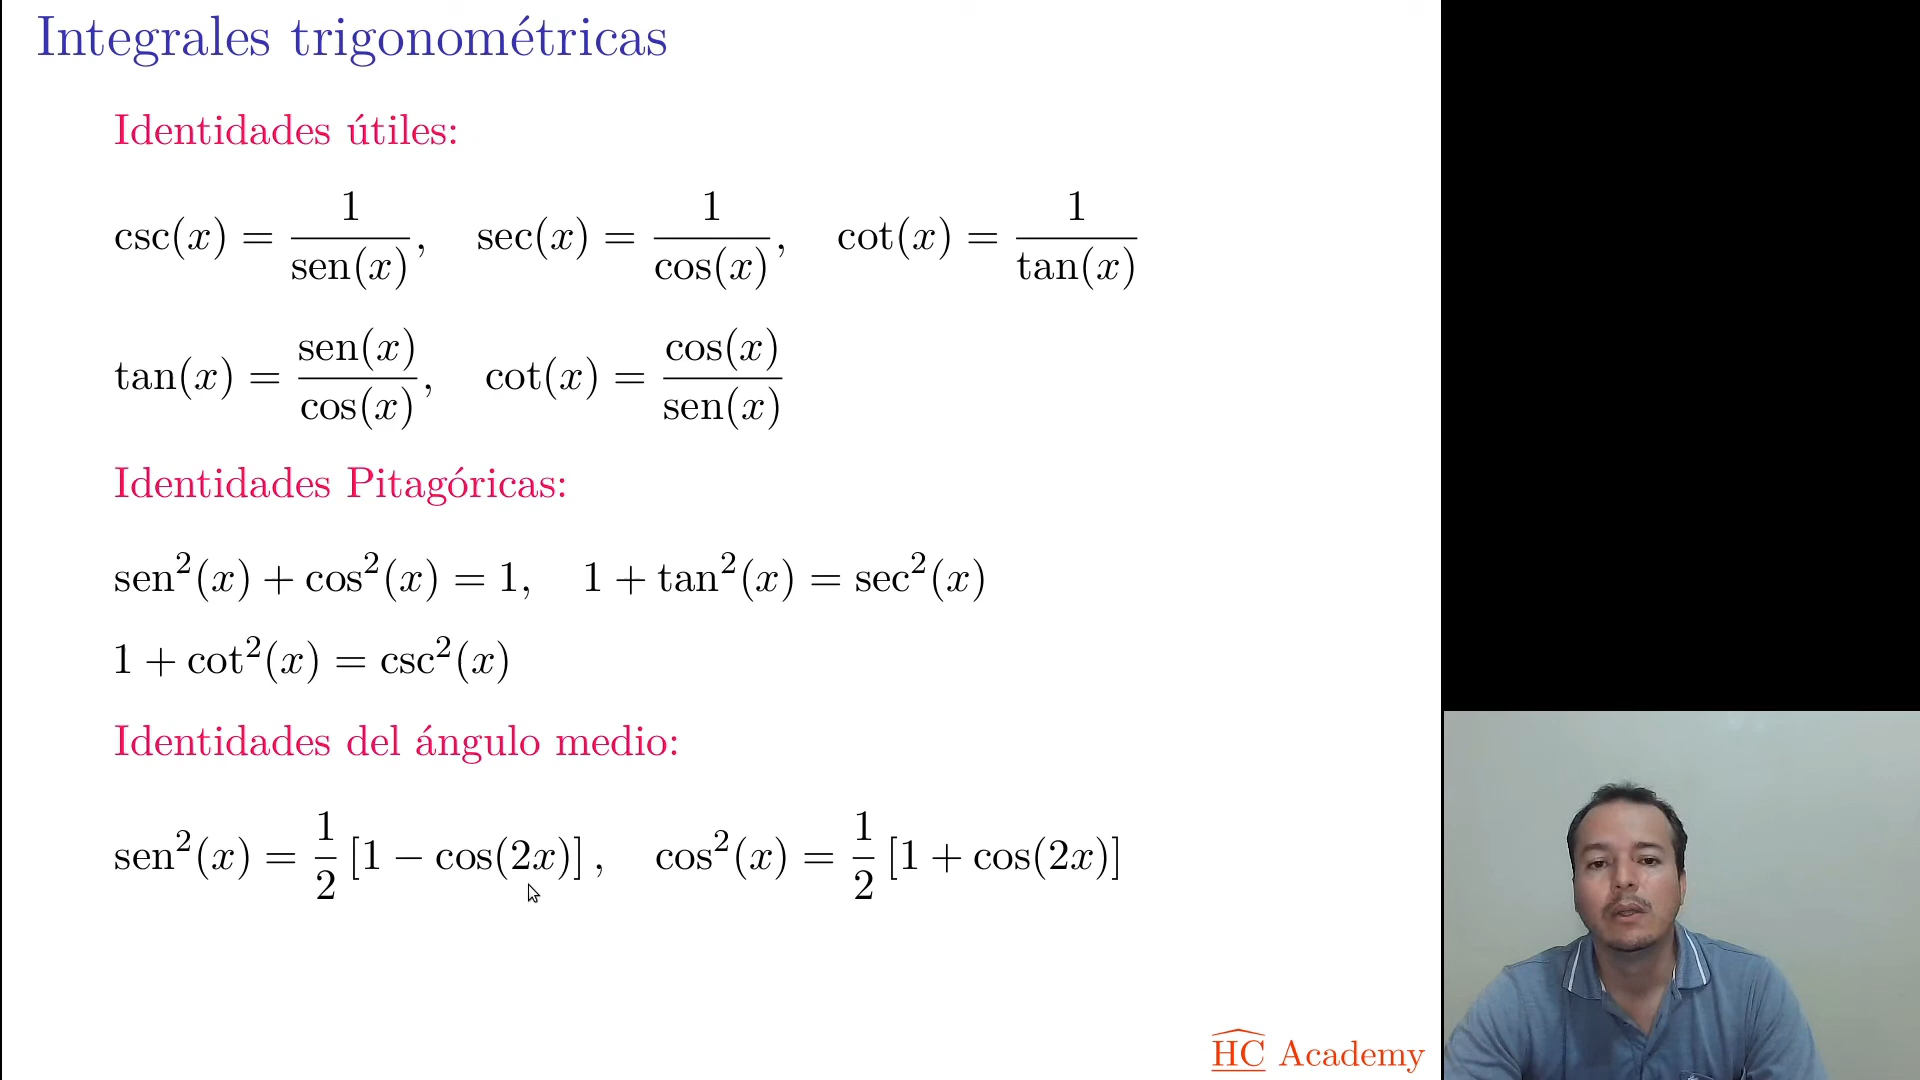 Integrales trigonométricas
Identidades útiles:
csc(x) = 1/sen(x), sec(x) = 1/cos(x), cot(x) = 1/tan(x)
tan(x) = sen(x)/cos(x), cot(x) = cos(x)/sen(x)
Identidades Pitagóricas:
sen²(x) + cos²(x) = 1, 1 + tan²(x) = sec²(x)
1 + cot²(x) = csc²(x)
Identidades del ángulo medio:
sen²(x) = 1/2 [1 − cos(2x)], cos²(x) = 1/2 [1 + cos(2x)]
HC Academy